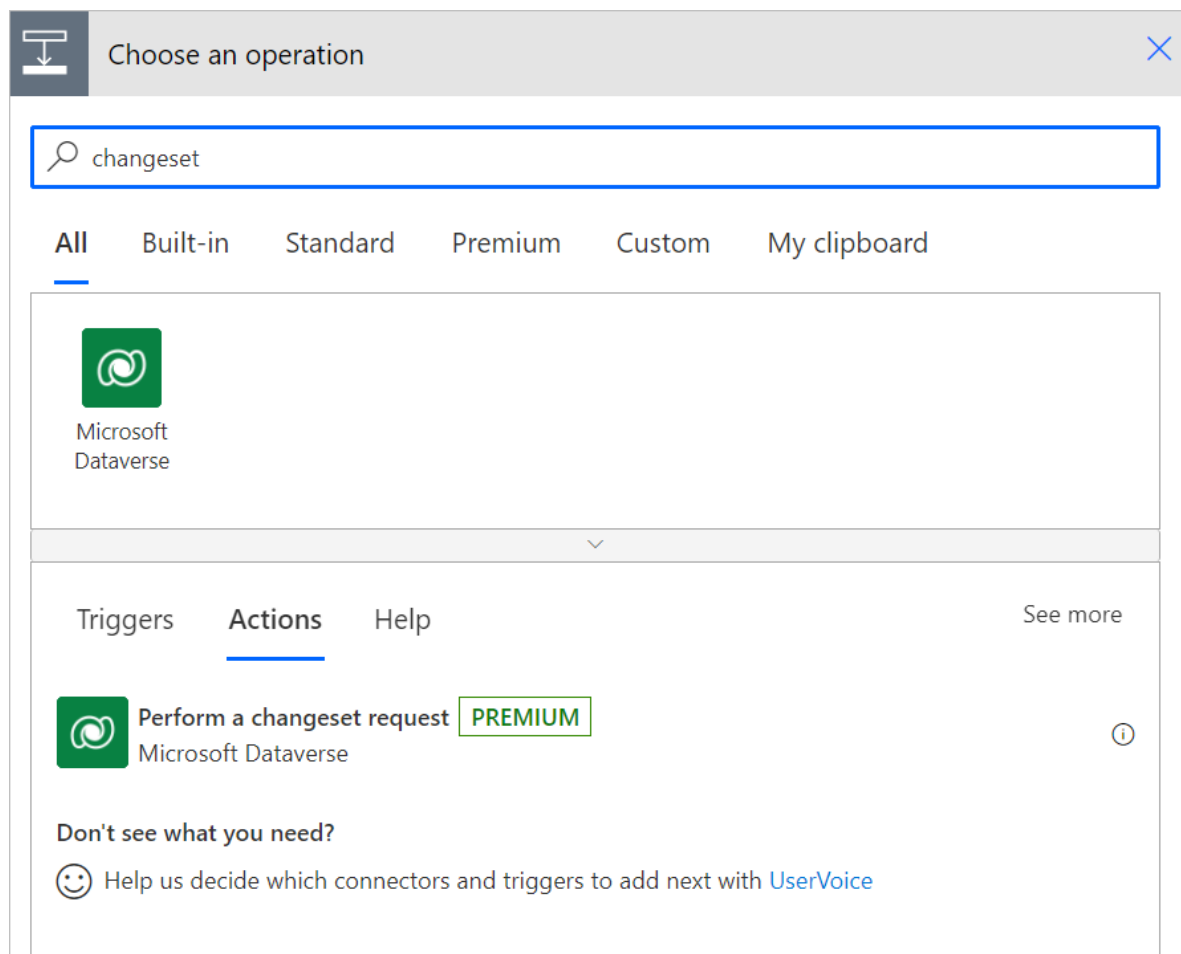 Choose an operation
changeset
All Built-in Standard Premium Custom My clipboard
Microsoft
Dataverse
Triggers Actions Help See more
Perform a changeset request PREMIUM
Microsoft Dataverse
Don't see what you need?
Help us decide which connectors and triggers to add next with UserVoice